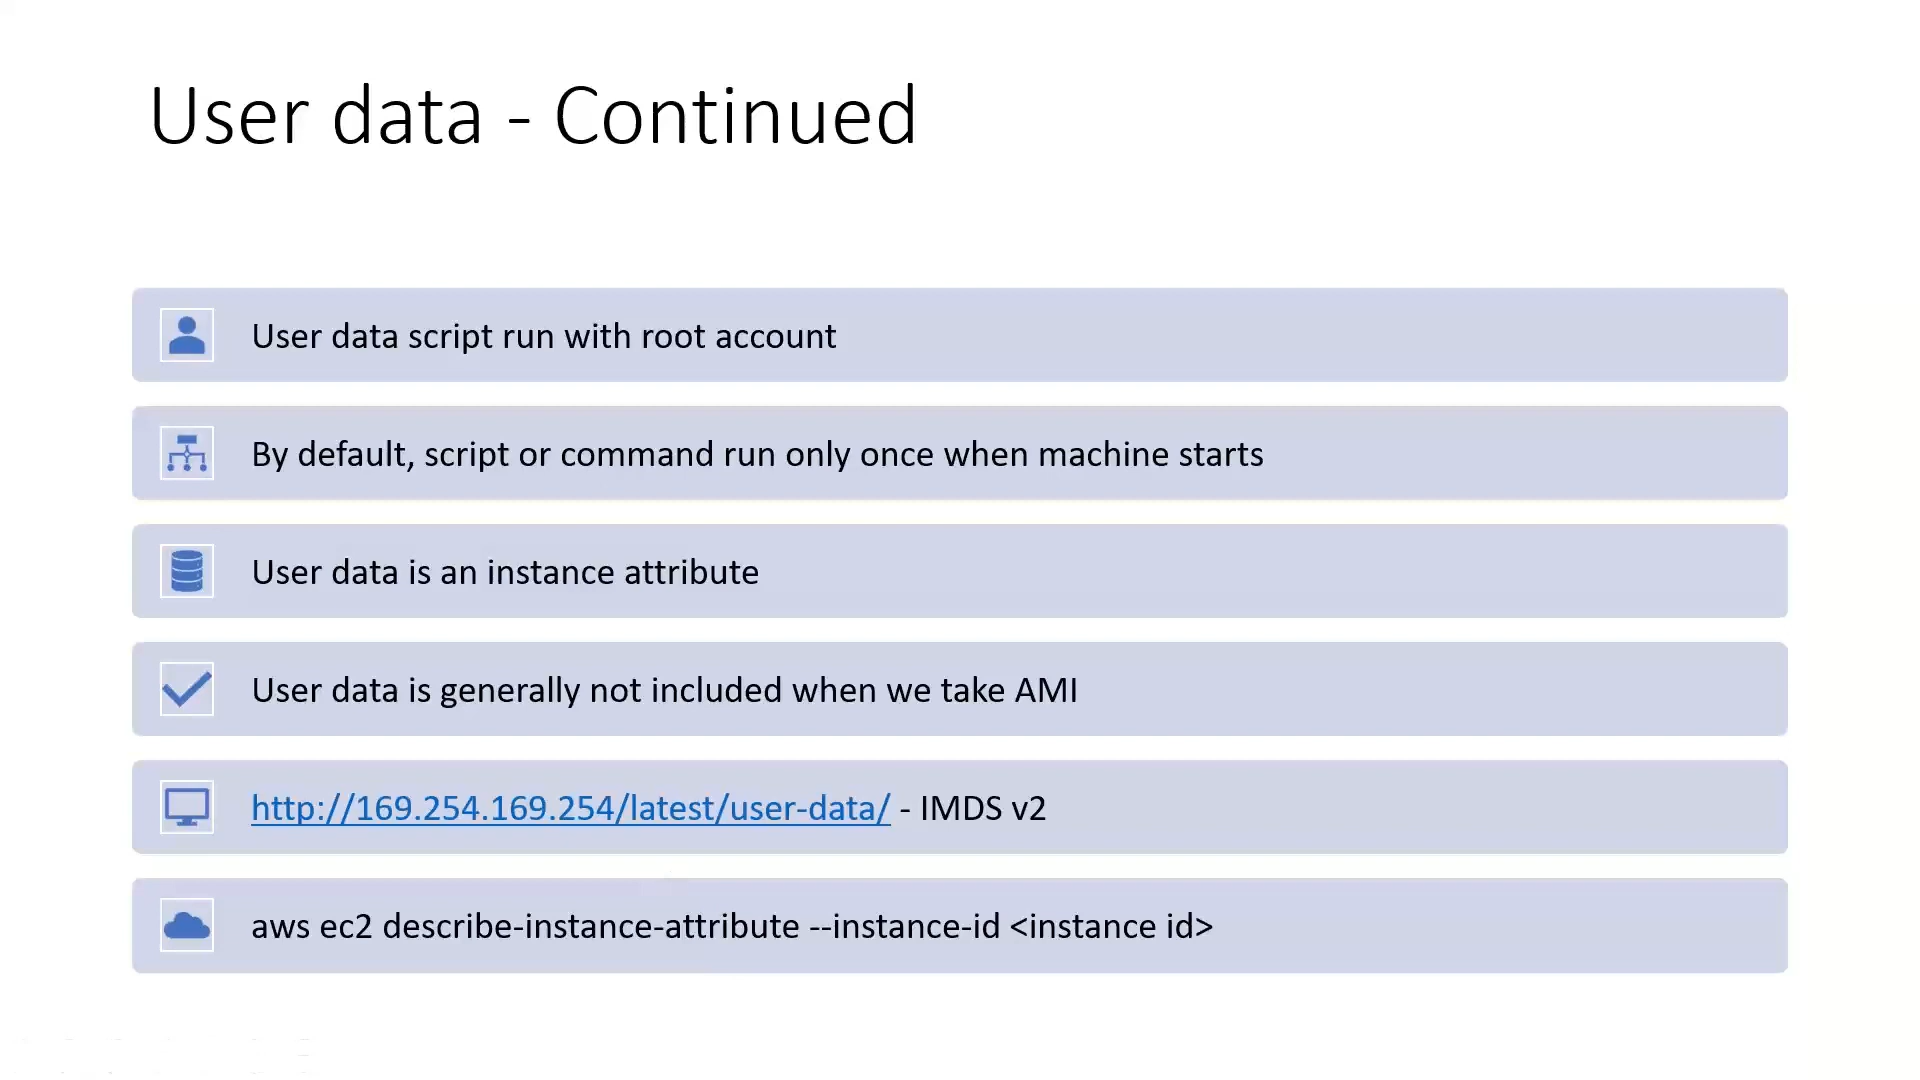 User data - Continued
User data script run with root account
By default, script or command run only once when machine starts
User data is an instance attribute
User data is generally not included when we take AMI
http://169.254.169.254/latest/user-data/ - IMDS v2
aws ec2 describe-instance-attribute --instance-id <instance id>